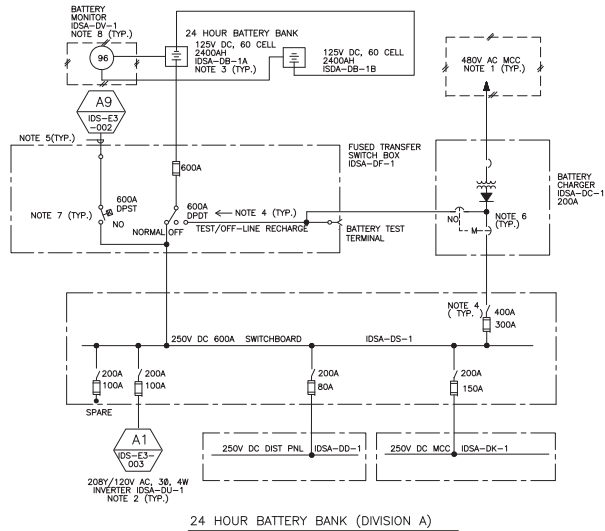 BATTERY
MONITOR
IDSA-DV-1
NOTE 8 (TYP.)
96
24 HOUR BATTERY BANK
125V DC, 60 CELL
2400AH
IDSA-DB-1A
NOTE 3 (TYP.)
125V DC, 60 CELL
2400AH
ISDA-DB-1B
480V AC MCC
NOTE 1 (TYP.)
A9
IDS-E3
-002
NOTE 5(TYP.)
FUSED TRANSFER
SWITCH BOX
IDSA-DF-1
600A
BATTERY
CHARGER
IDSA-DC-1
200A
600A
DPST
NOTE 7 (TYP.)
NO
600A
DPDT
NOTE 4 (TYP.)
NORMAL
OFF
TEST/OFF-LINE RECHARGE
BATTERY TEST
TERMINAL
NO
M
NOTE 6
(TYP.)
NOTE 4
( TYP. )
400A
300A
250V DC 600A SWITCHBOARD
IDSA-DS-1
200A
100A
200A
100A
200A
80A
200A
150A
SPARE
A1
IDS-E3-
003
250V DC DIST PNL
IDSA-DD-1
250V DC MCC
IDSA-DK-1
208Y/120V AC, 30, 4W
INVERTER IDSA-DU-1
NOTE 2 (TYP.)
24 HOUR BATTERY BANK (DIVISION A)